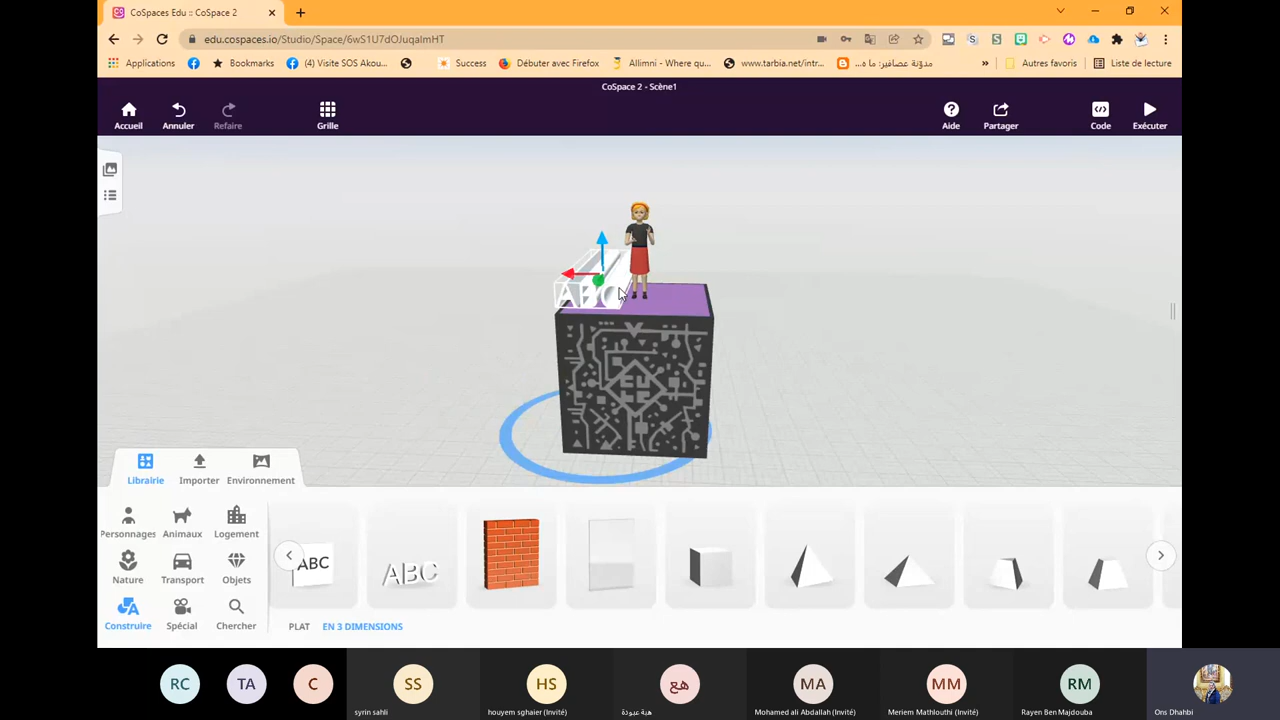 CoSpaces Edu :: CoSpace 2
edu.cospaces.io/Studio/Space/6wS1U7dOJuqalmHT
Applications
Bookmarks
(4) Visite SOS Akou...
Success
Débuter avec Firefox
Allimni - Where qu...
www.tarbia.net/intr...
مدوّنة عصافير: ما ه...
»
Autres favoris
Liste de lecture
CoSpace 2 - Scène1
Accueil
Annuler
Refaire
Grille
Aide
Partager
Code
Exécuter
ABC
Librairie
Importer
Environnement
Personnages
Animaux
Logement
Nature
Transport
Objets
Construire
Spécial
Chercher
ABC
ABC
PLAT
EN 3 DIMENSIONS
RC
TA
C
SS
HS
هع
MA
MM
RM
syrin sahli
houyem sghaier (Invité)
هبة عبودة
Mohamed ali Abdallah (Invité)
Meriem Mathlouthi (Invité)
Rayen Ben Majdouba
Ons Dhahbi